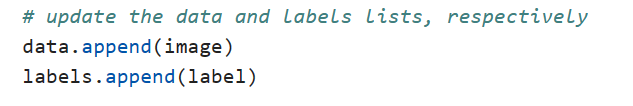 # update the data and labels lists, respectively
data.append(image)
labels.append(label)